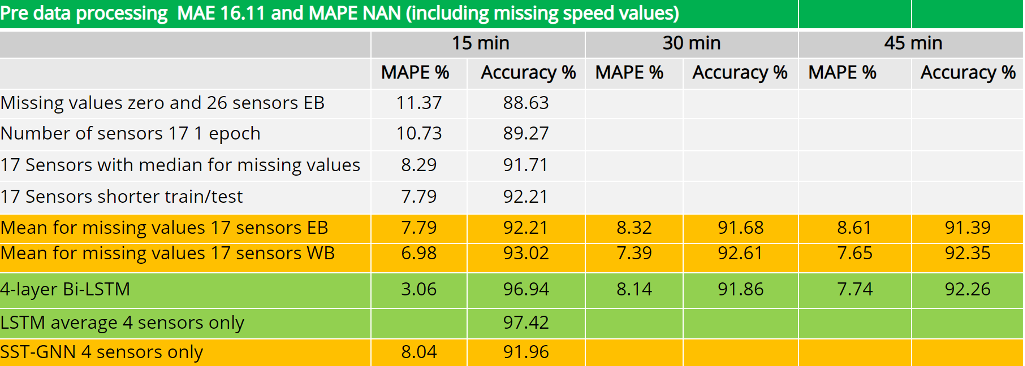 Pre data processing MAE 16.11 and MAPE NAN (including missing speed values)
15 min 30 min 45 min
MAPE % Accuracy % MAPE % Accuracy % MAPE % Accuracy %
Missing values zero and 26 sensors EB 11.37 88.63
Number of sensors 17 1 epoch 10.73 89.27
17 Sensors with median for missing values 8.29 91.71
17 Sensors shorter train/test 7.79 92.21
Mean for missing values 17 sensors EB 7.79 92.21 8.32 91.68 8.61 91.39
Mean for missing values 17 sensors WB 6.98 93.02 7.39 92.61 7.65 92.35
4-layer Bi-LSTM 3.06 96.94 8.14 91.86 7.74 92.26
LSTM average 4 sensors only 97.42
SST-GNN 4 sensors only 8.04 91.96